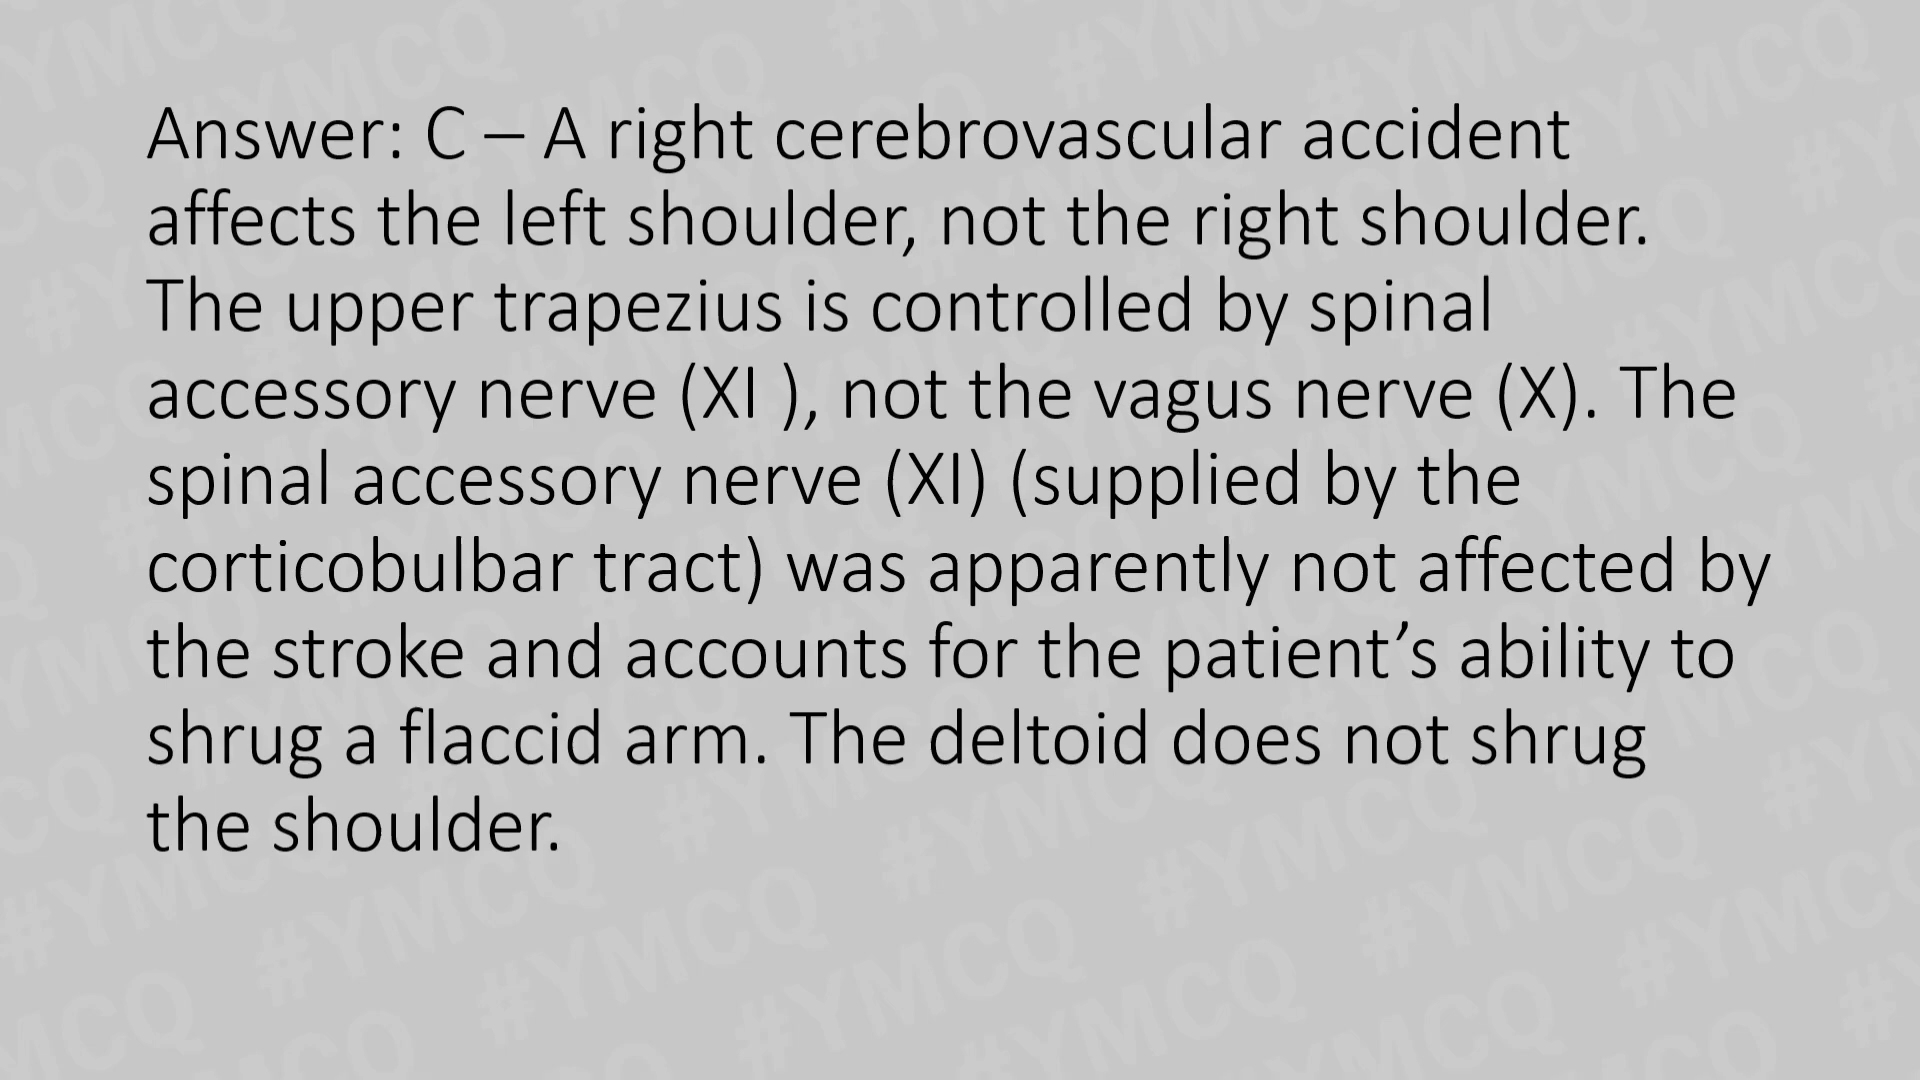 Answer: C – A right cerebrovascular accident
affects the left shoulder, not the right shoulder.
The upper trapezius is controlled by spinal
accessory nerve (XI ), not the vagus nerve (X). The
spinal accessory nerve (XI) (supplied by the
corticobulbar tract) was apparently not affected by
the stroke and accounts for the patient’s ability to
shrug a flaccid arm. The deltoid does not shrug
the shoulder.
#YMCQ